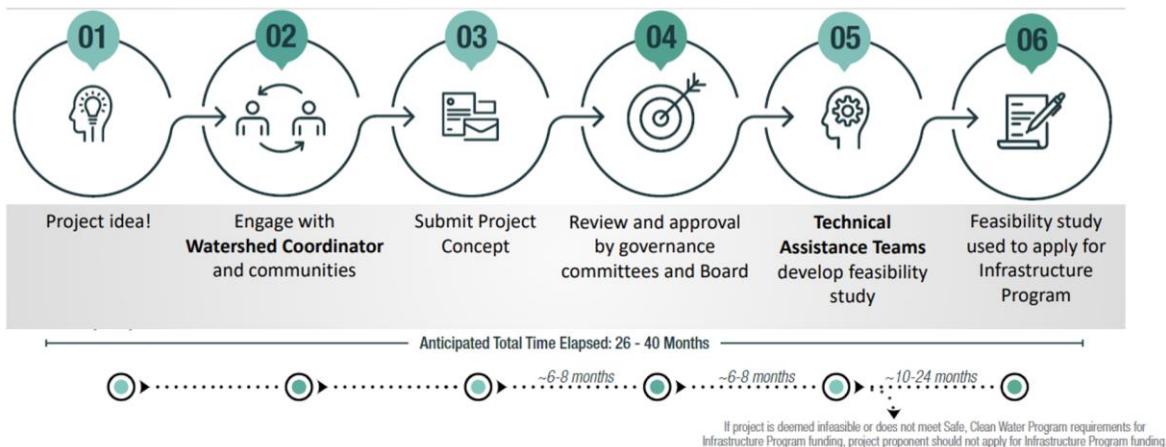 01
02
03
04
05
06
Project idea!
Engage with
Watershed Coordinator
and communities
Submit Project
Concept
Review and approval
by governance
committees and Board
Technical
Assistance Teams
develop feasibility
study
Feasibility study
used to apply for
Infrastructure
Program
Anticipated Total Time Elapsed: 26 - 40 Months
~6-8 months
~6-8 months
~10-24 months
If project is deemed infeasible or does not meet Safe, Clean Water Program requirements for
Infrastructure Program funding, project proponent should not apply for Infrastructure Program funding